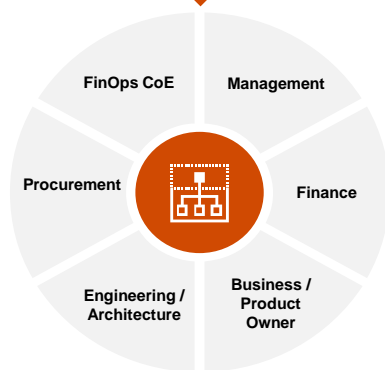 FinOps CoE
Management
Procurement
Finance
Engineering /
Architecture
Business /
Product
Owner